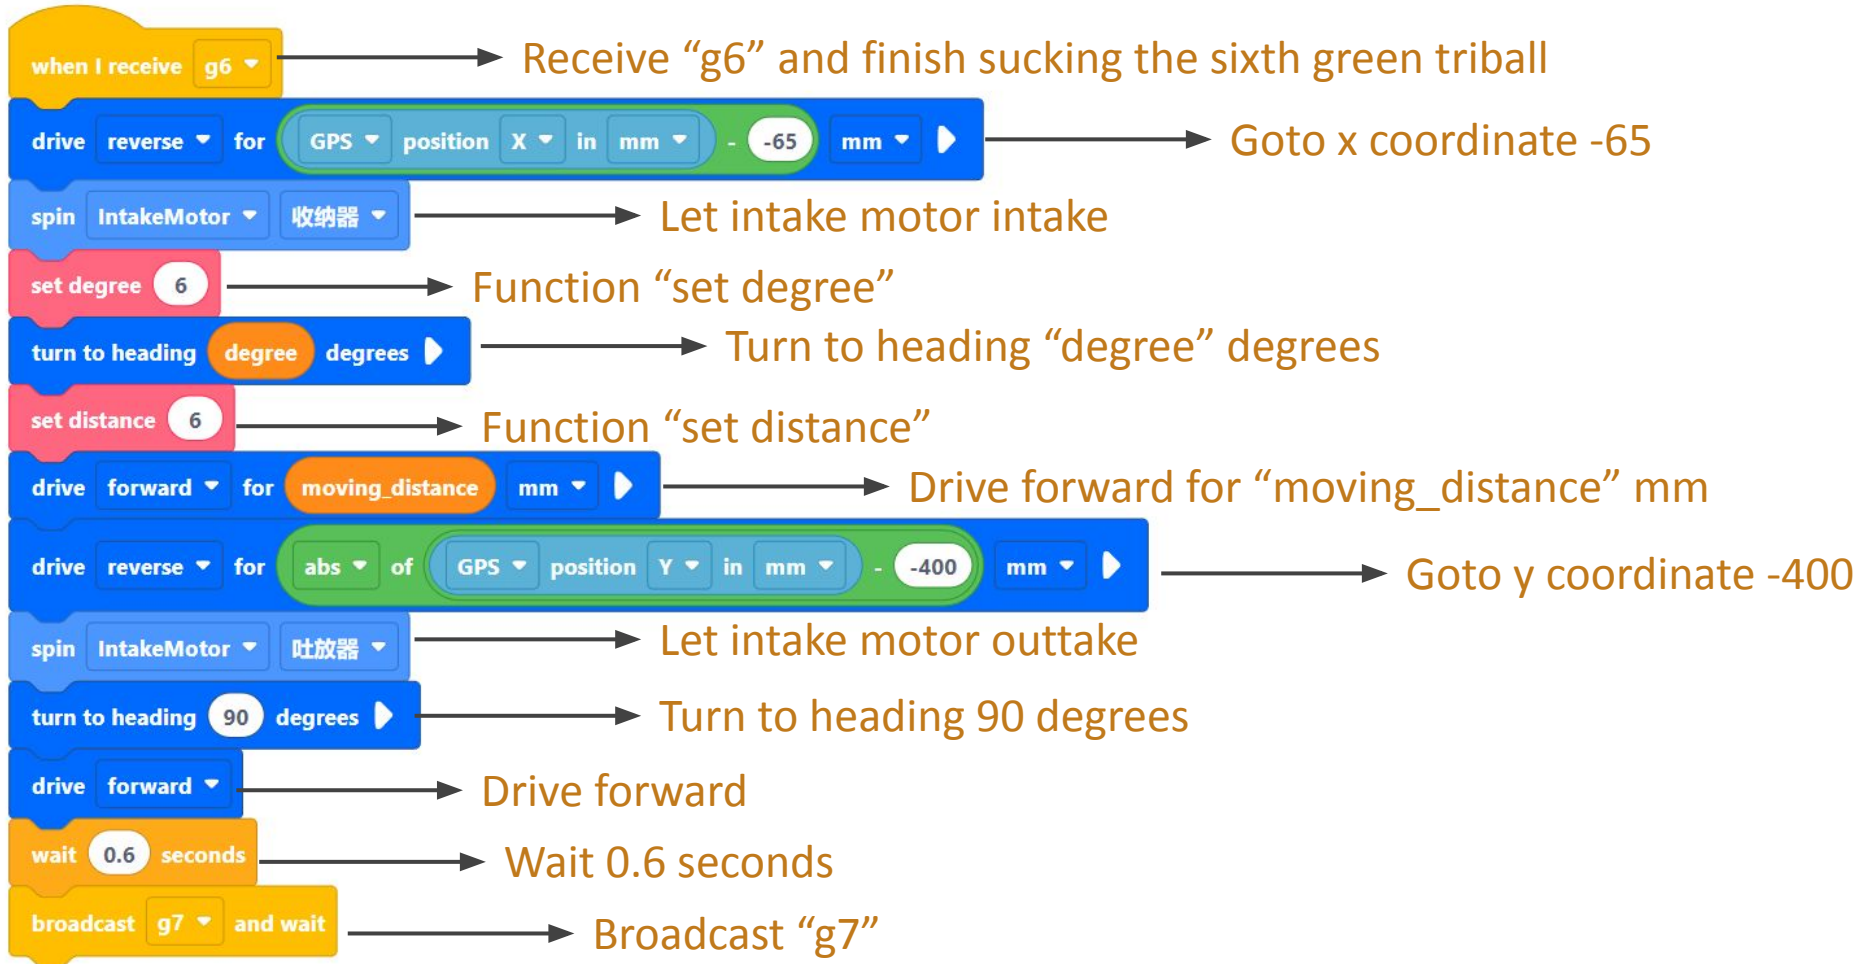 when I receive g6
Receive “g6” and finish sucking the sixth green triball
drive reverse for GPS position X in mm - -65 mm
Goto x coordinate -65
spin IntakeMotor 收纳器
Let intake motor intake
set degree 6
Function “set degree”
turn to heading degree degrees
Turn to heading “degree” degrees
set distance 6
Function “set distance”
drive forward for moving_distance mm
Drive forward for “moving_distance” mm
drive reverse for abs of GPS position Y in mm - -400 mm
Goto y coordinate -400
spin IntakeMotor 吐放器
Let intake motor outtake
turn to heading 90 degrees
Turn to heading 90 degrees
drive forward
Drive forward
wait 0.6 seconds
Wait 0.6 seconds
broadcast g7 and wait
Broadcast “g7”